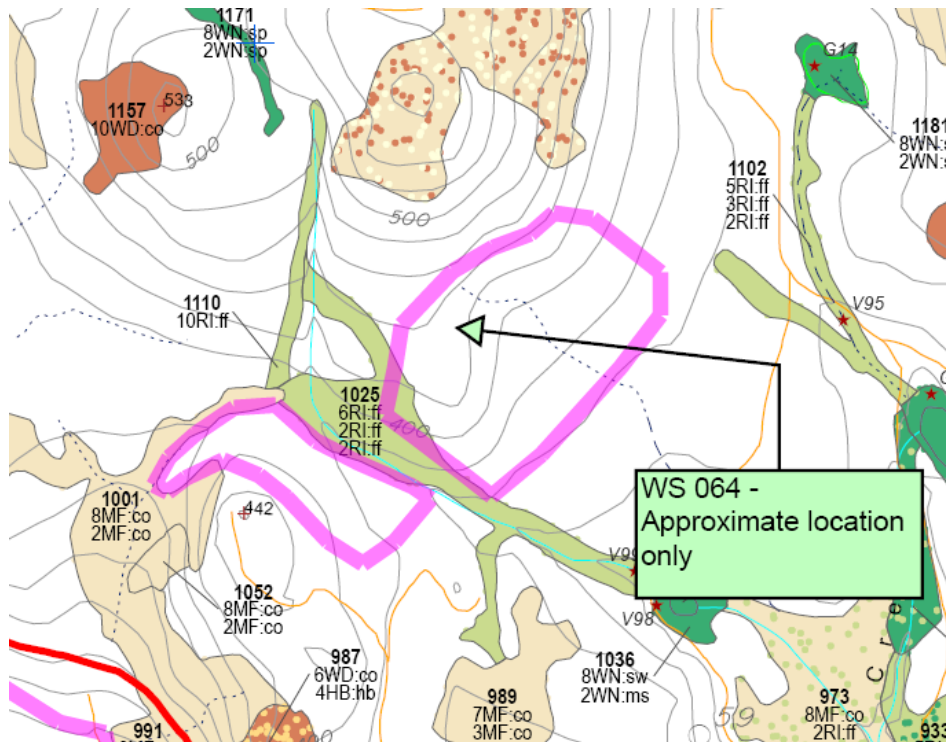 1171
8WN:sp
2WN:sp
G14
1157
10WD:co
533
500
1181
8WN:s
2WN:s
500
1102
5RI:ff
3RI:ff
2RI:ff
1110
10RI:ff
V95
1025
6RI:ff
2RI:ff
2RI:ff
400
WS 064 -
Approximate location
only
1001
8MF:co
2MF:co
442
1052
8MF:co
2MF:co
V98
987
6WD:co
4HB:hb
1036
8WN:sw
2WN:ms
989
7MF:co
3MF:co
973
8MF:co
2RI:ff
59
C r e
991